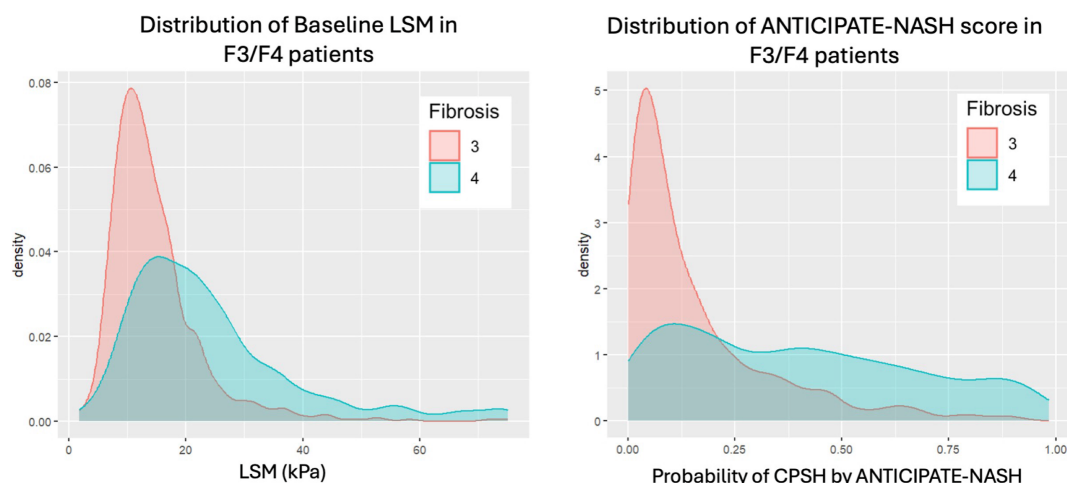 Distribution of Baseline LSM in
F3/F4 patients
0.08
0.06
0.04
0.02
0.00
density
0
20
40
60
LSM (kPa)
Fibrosis
3
4
Distribution of ANTICIPATE-NASH score in
F3/F4 patients
5
4
3
2
1
0
density
0.00
0.25
0.50
0.75
1.00
Probability of CPSH by ANTICIPATE-NASH
Fibrosis
3
4